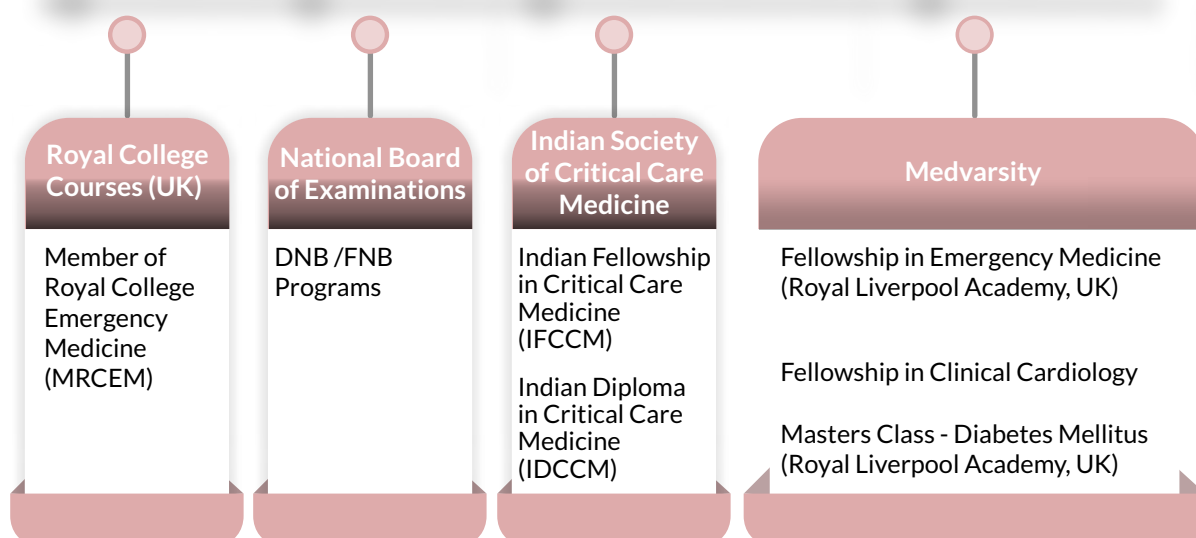 Royal College
Courses (UK)
Member of
Royal College
Emergency
Medicine
(MRCEM)
National Board
of Examinations
DNB /FNB
Programs
Indian Society
of Critical Care
Medicine
Indian Fellowship
in Critical Care
Medicine
(IFCCM)
Indian Diploma
in Critical Care
Medicine
(IDCCM)
Medvarsity
Fellowship in Emergency Medicine
(Royal Liverpool Academy, UK)
Fellowship in Clinical Cardiology
Masters Class - Diabetes Mellitus
(Royal Liverpool Academy, UK)